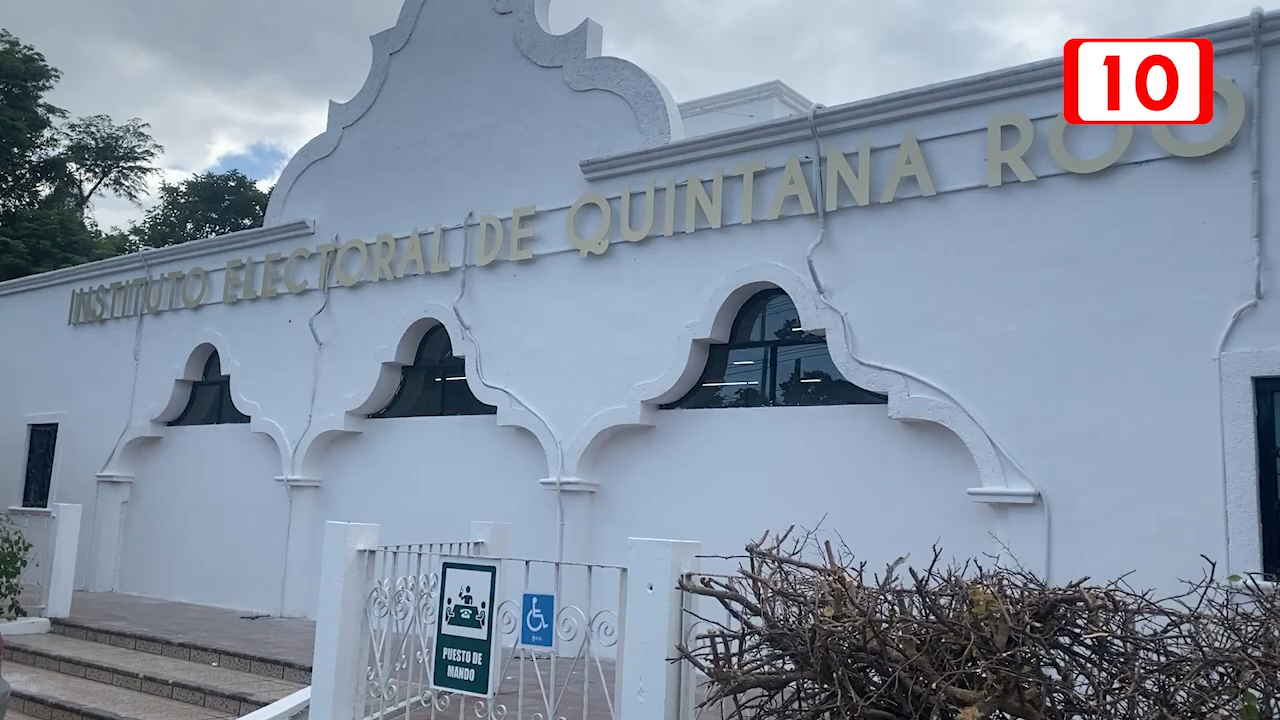 10
INSTITUTO ELECTORAL DE QUINTANA ROO
PUESTO DE
MANDO